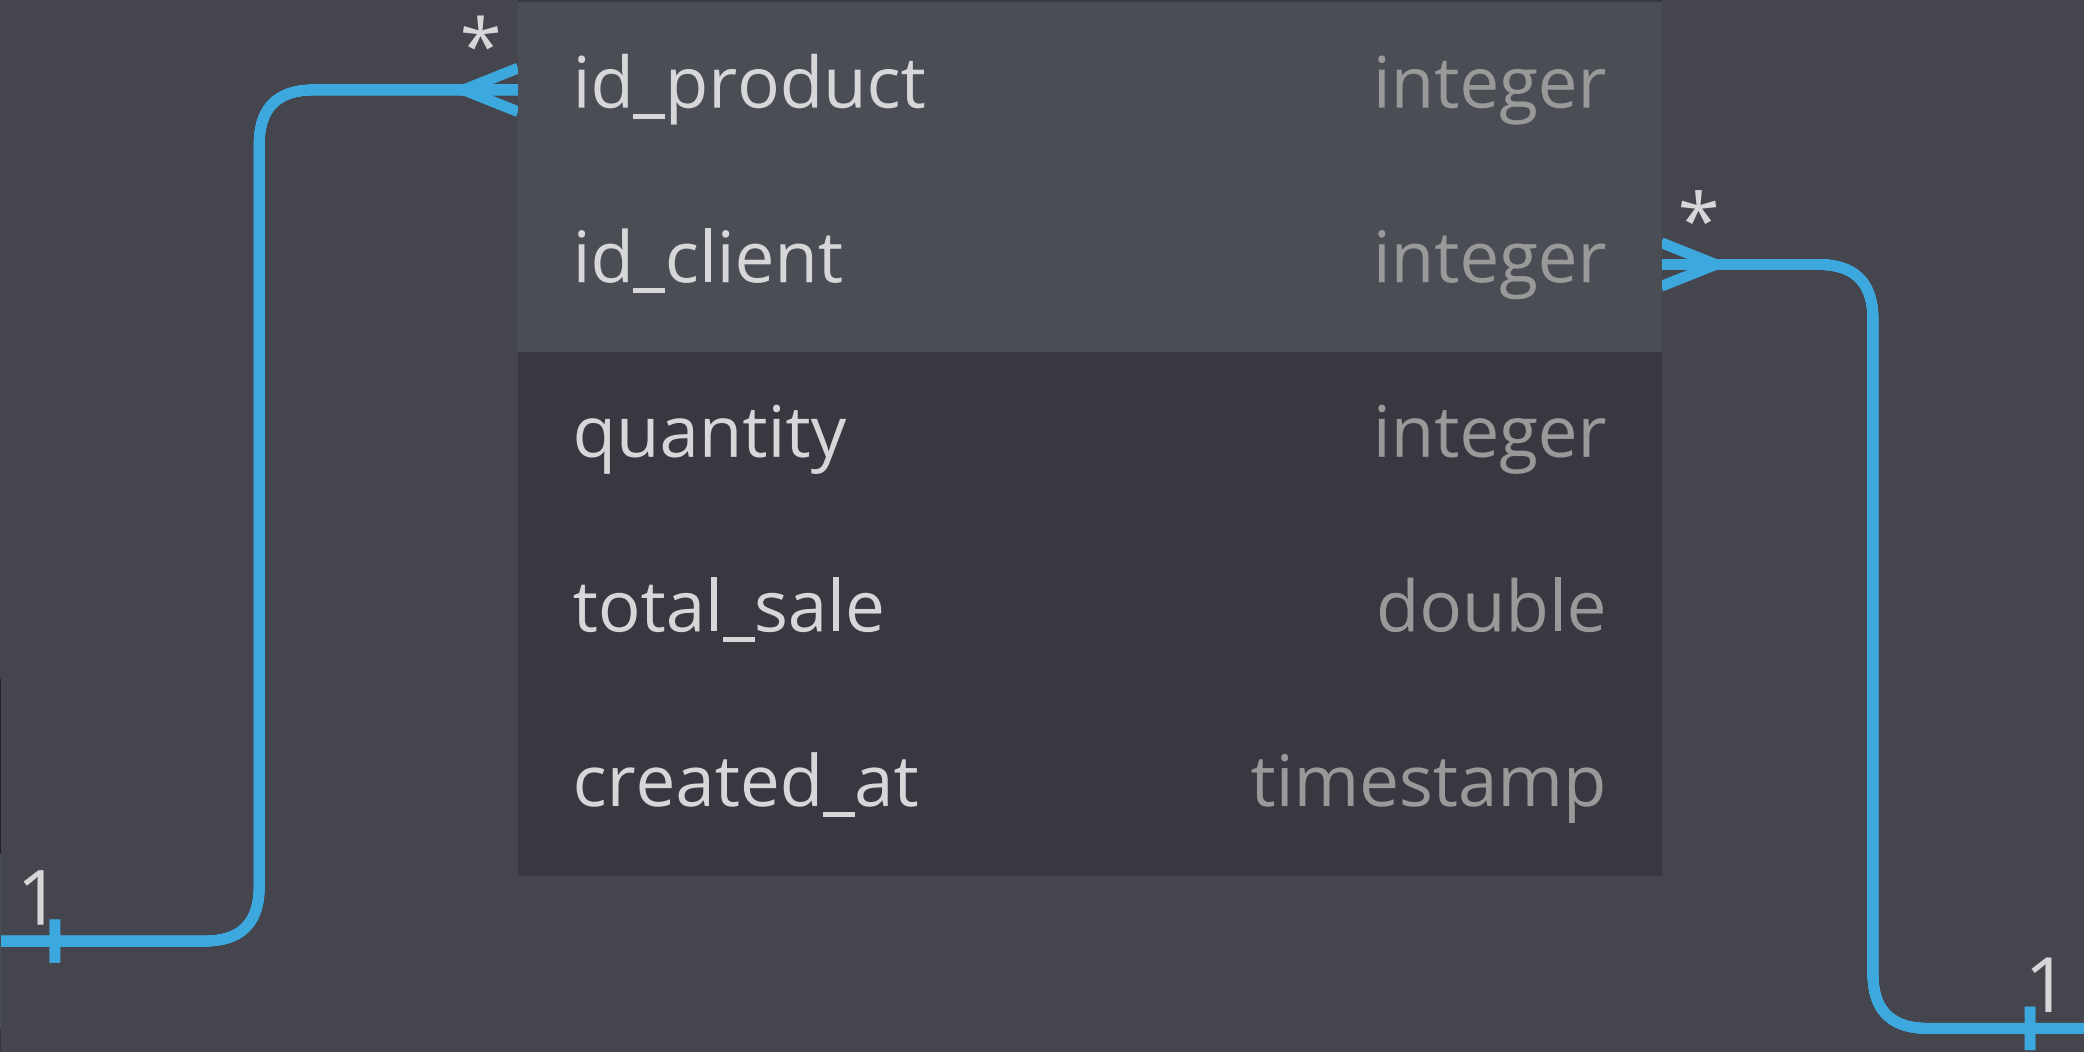 *
id_product integer
id_client integer
*
quantity integer
total_sale double
created_at timestamp
1
1